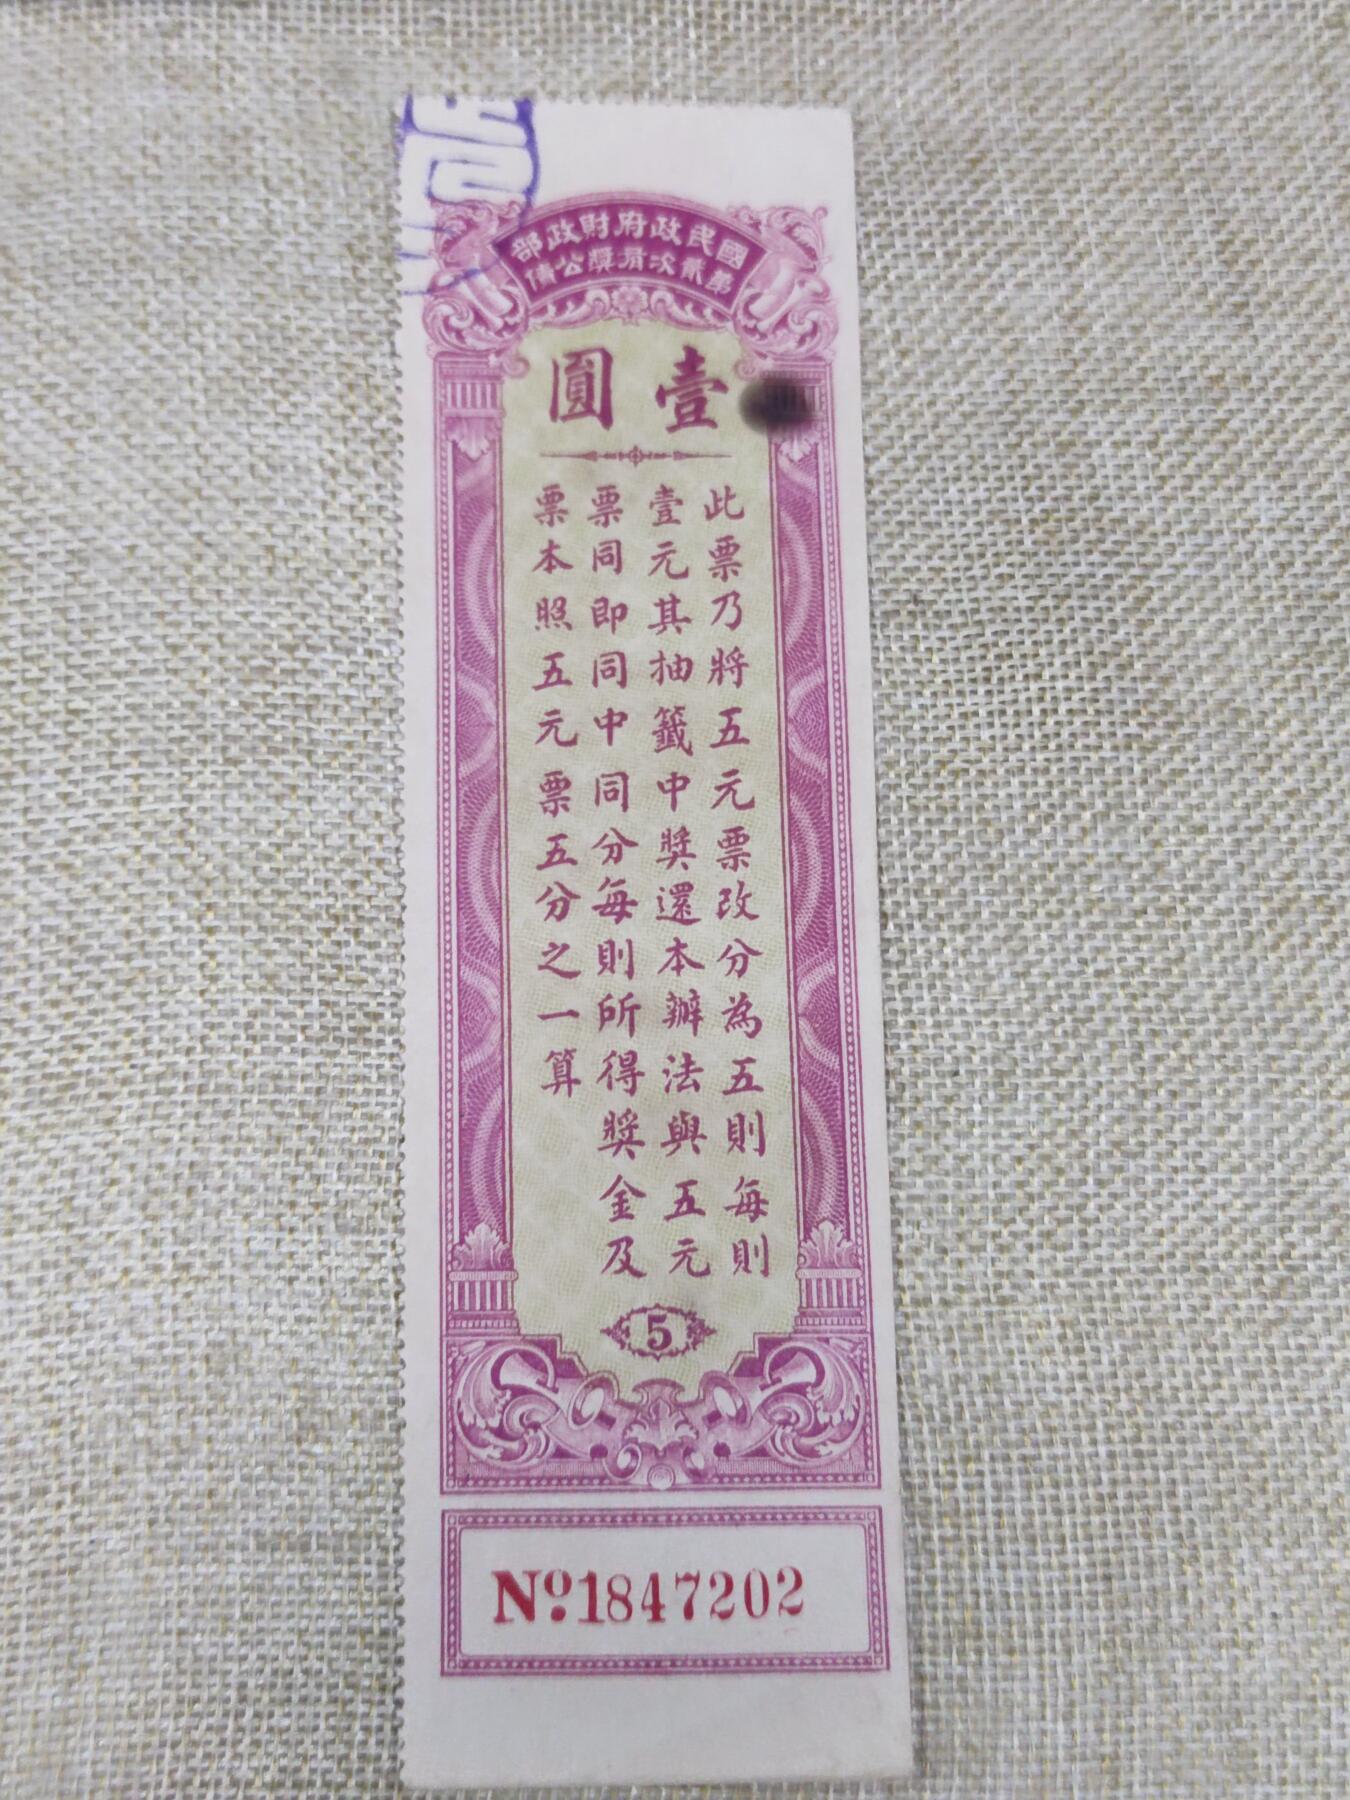 國民政府財政部
第貳次有獎公債
壹圓
此票乃將五元票改分為五則每則
壹元其抽籤中獎還本辦法與五元
票同即同中同分每則所得獎金及
票本照五元票五分之一算
5
No.1847202